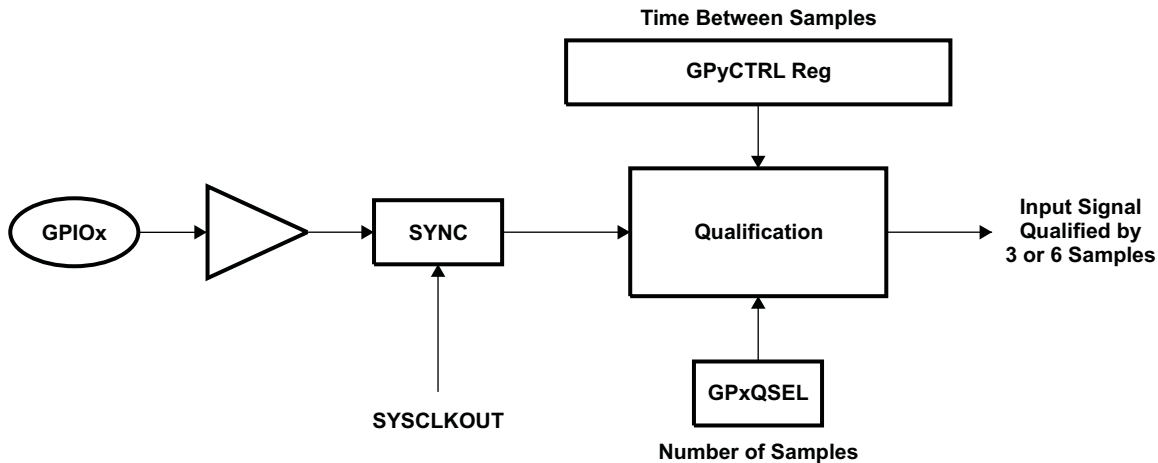 Time Between Samples
GPyCTRL Reg
GPIOx
SYNC
Qualification
Input Signal
Qualified by
3 or 6 Samples
GPxQSEL
SYSCLKOUT
Number of Samples